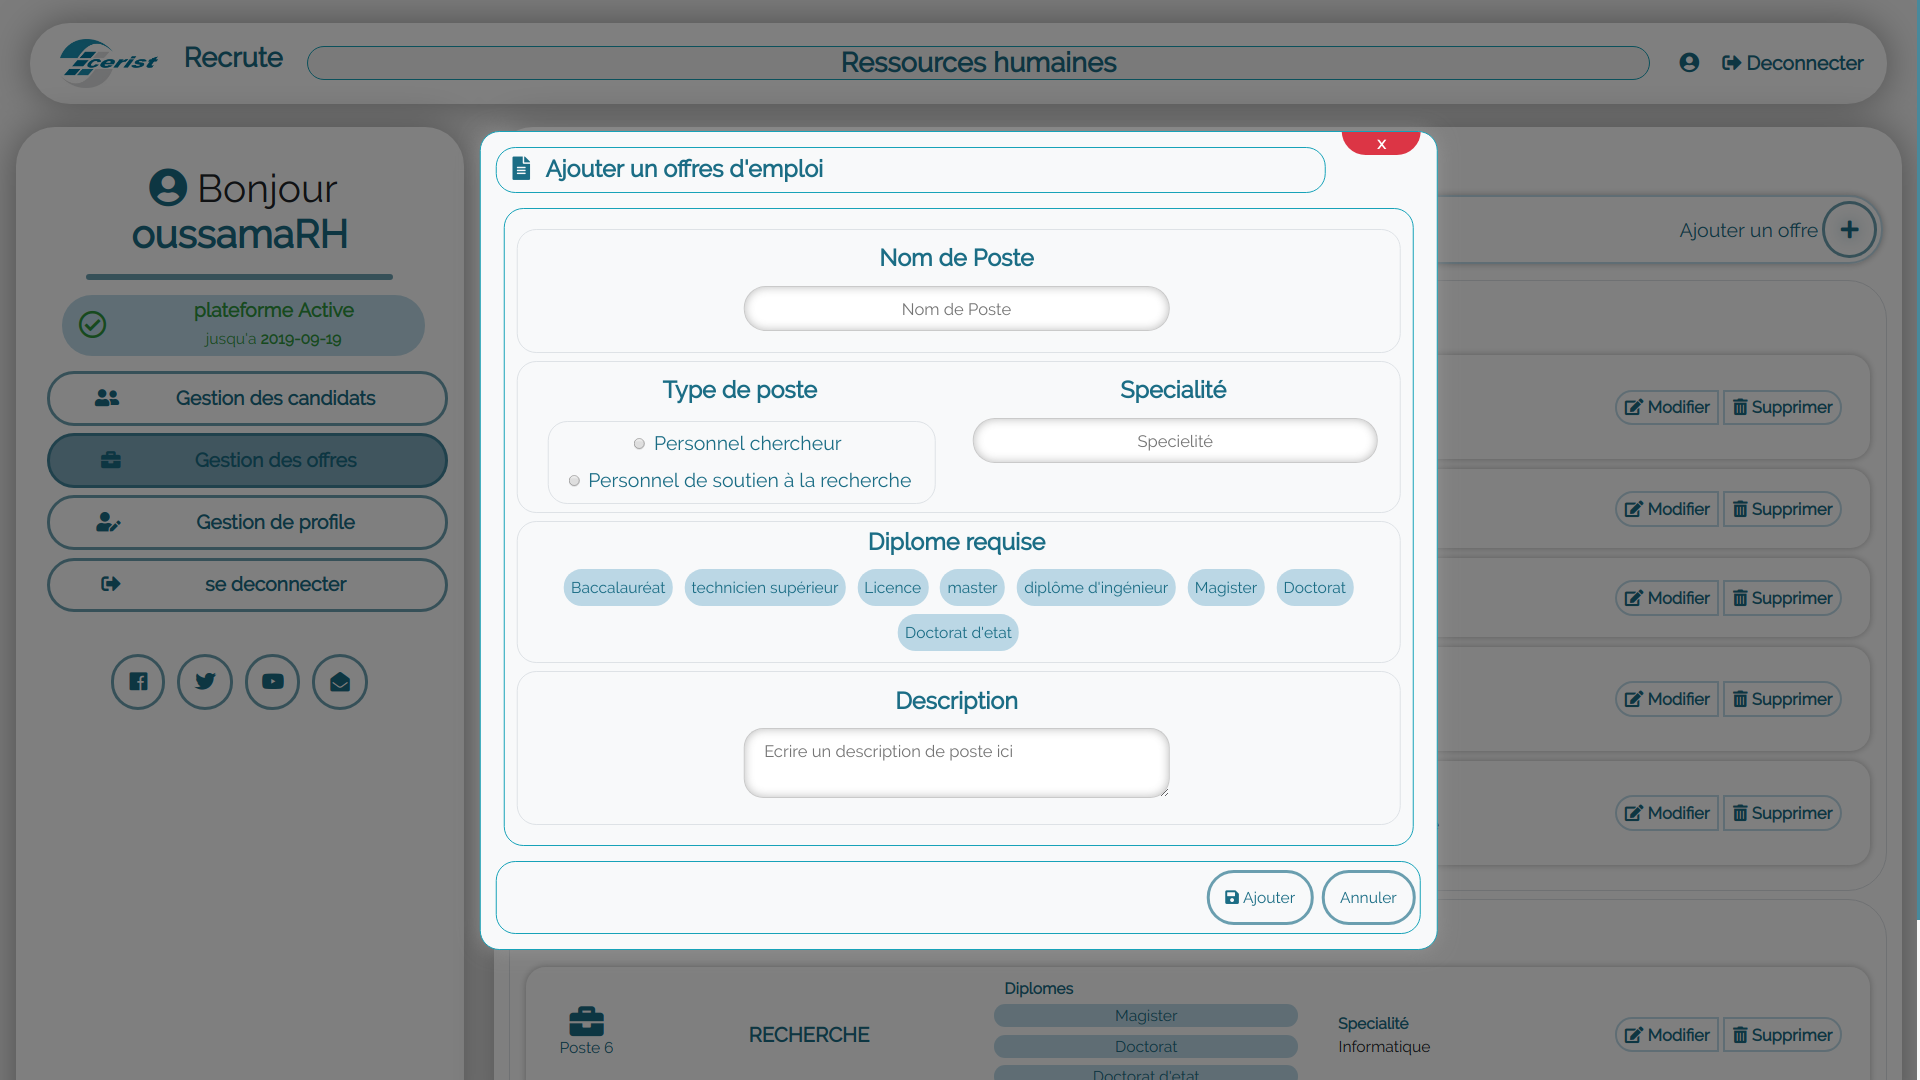 cerist
Recrute
Ressources humaines
Deconnecter
Bonjour
oussamaRH
plateforme Active
jusqu'a 2019-09-19
Gestion des candidats
Gestion des offres
Gestion de profile
se deconnecter
x
Ajouter un offres d'emploi
Nom de Poste
Nom de Poste
Type de poste
Personnel chercheur
Personnel de soutien à la recherche
Specialité
Specielité
Diplome requise
Baccalauréat technicien supérieur Licence master diplôme d'ingénieur Magister Doctorat
Doctorat d'etat
Description
Ecrire un description de poste ici
Ajouter Annuler
Ajouter un offre
Modifier Supprimer
Modifier Supprimer
Modifier Supprimer
Modifier Supprimer
Modifier Supprimer
Poste 6
RECHERCHE
Diplomes
Magister
Doctorat
Doctorat d'etat
Specialité
Informatique
Modifier Supprimer